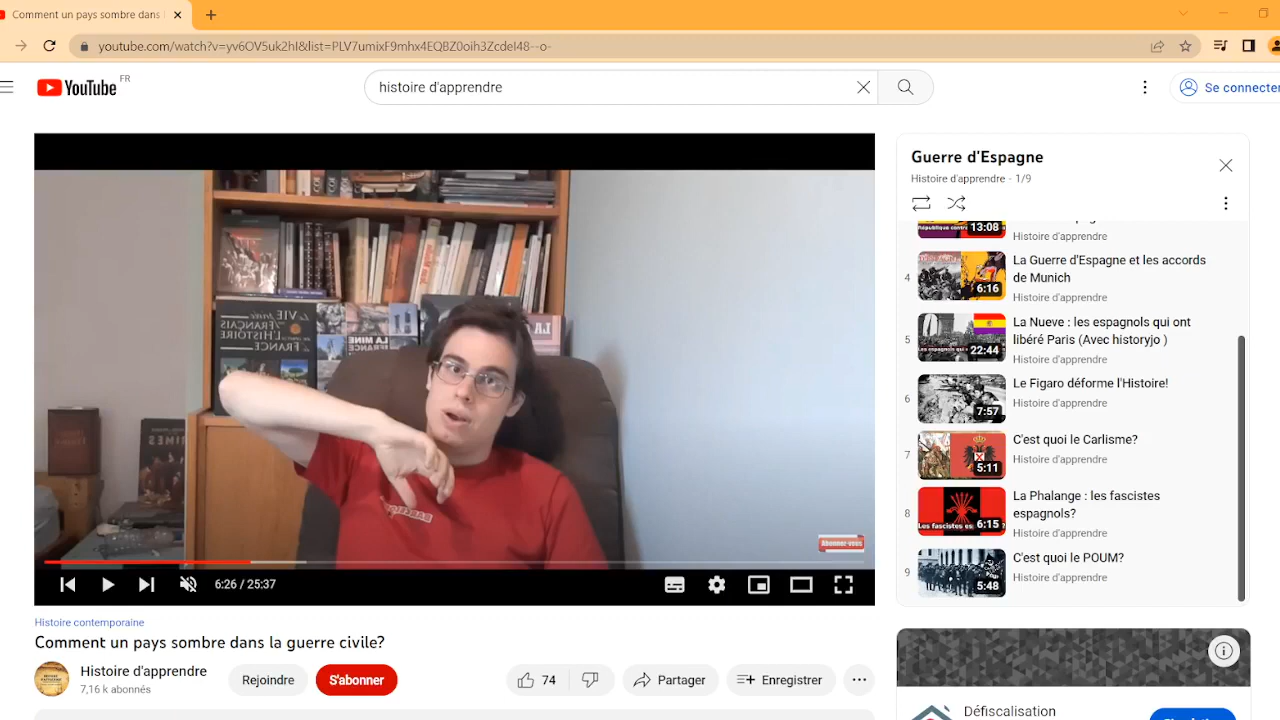 Comment un pays sombre dans
youtube.com/watch?v=yv6OV5uk2hI&list=PLV7umixF9mhx4EQBZ0oih3ZcdeI48--o-
YouTube FR
histoire d'apprendre
Se connecter
LA VIE
FRANÇAIS
L'HISTOIRE
DE FRANCE
LA MINE
Abonnez-vous
6:26 / 25:37
Histoire contemporaine
Comment un pays sombre dans la guerre civile?
Histoire d'apprendre
7,16 k abonnés
Rejoindre
S'abonner
74
Partager
Enregistrer
Guerre d'Espagne
Histoire d'apprendre - 1/9
13:08
Histoire d'apprendre
4
6:16
La Guerre d'Espagne et les accords
de Munich
Histoire d'apprendre
5
22:44
La Nueve : les espagnols qui ont
libéré Paris (Avec historyjo )
Histoire d'apprendre
6
7:57
Le Figaro déforme l'Histoire!
Histoire d'apprendre
7
5:11
C'est quoi le Carlisme?
Histoire d'apprendre
8
Les fascistes es
6:15
La Phalange : les fascistes
espagnols?
Histoire d'apprendre
9
5:48
C'est quoi le POUM?
Histoire d'apprendre
Défiscalisation